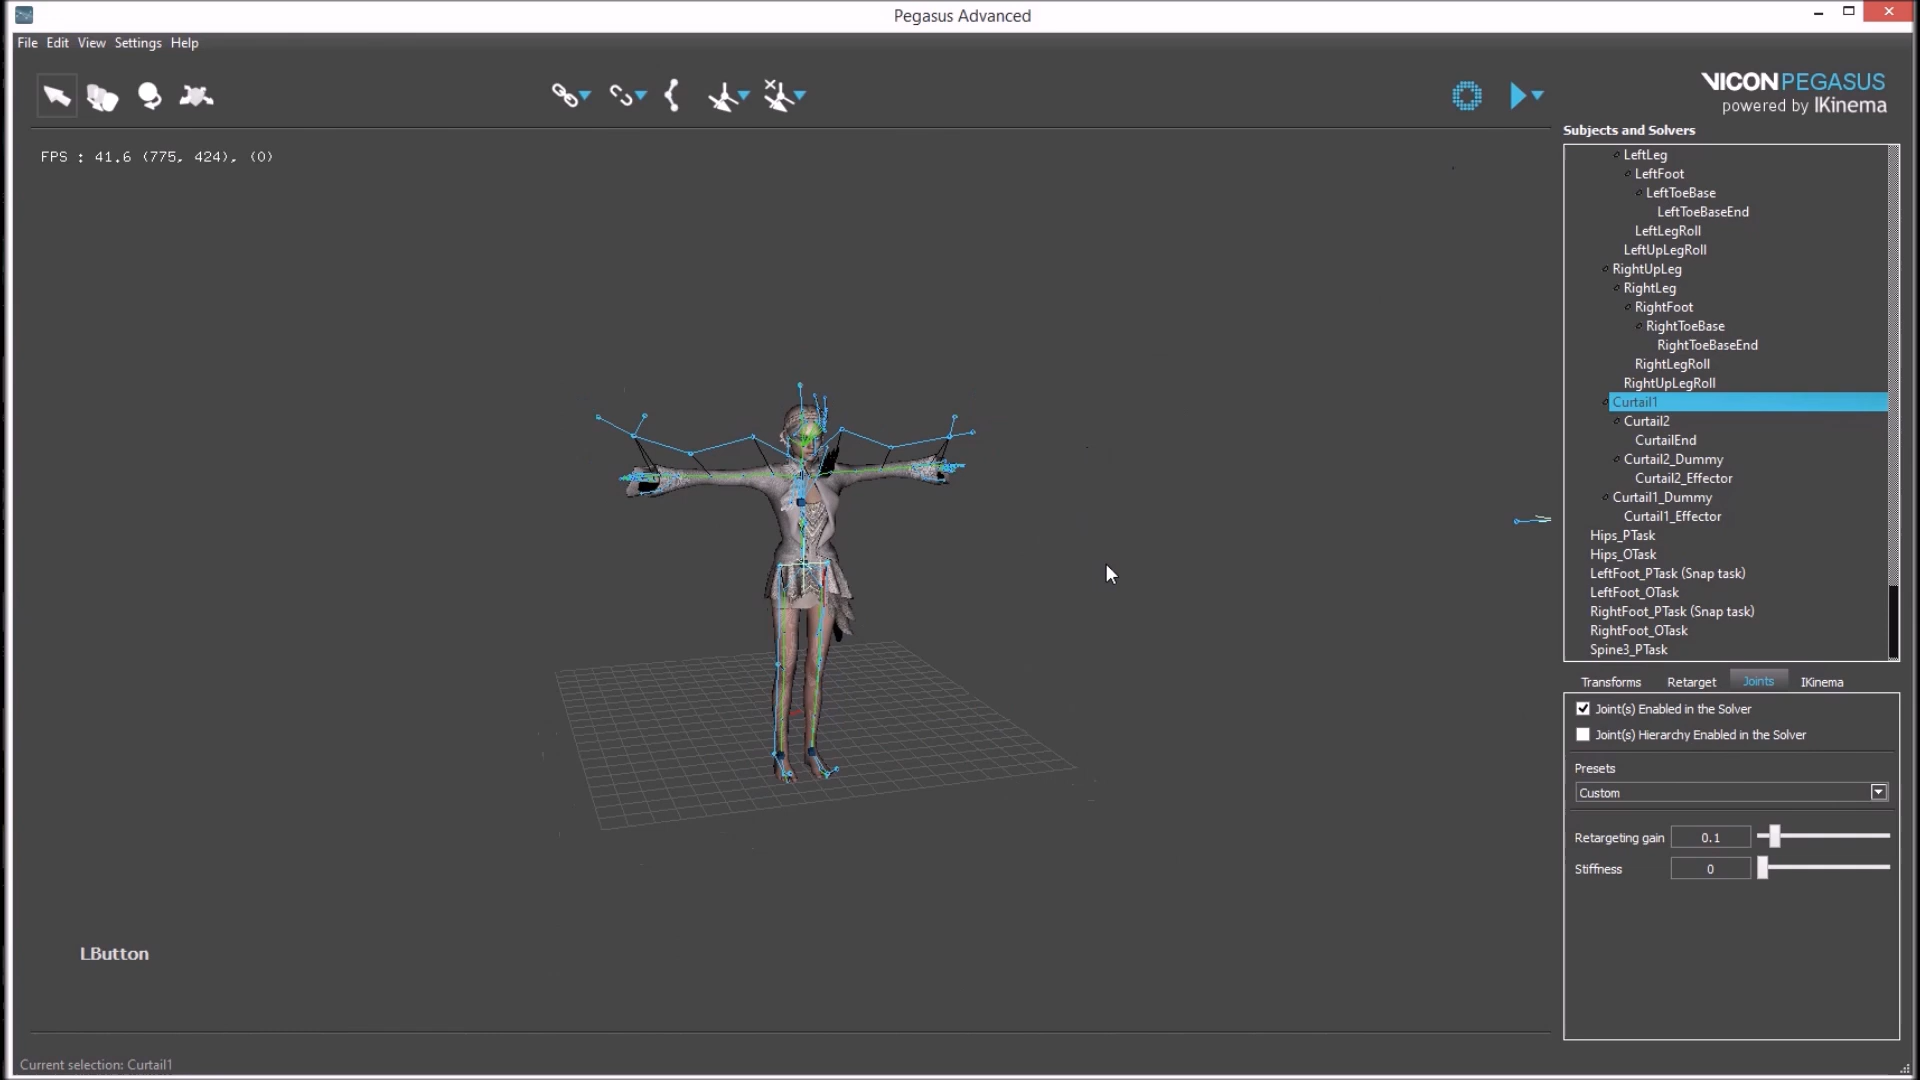 Pegasus Advanced
File Edit View Settings Help
VICONPEGASUS
powered by IKinema
Subjects and Solvers
FPS : 41.6 (775, 424), (0)
LeftLeg
LeftFoot
LeftToeBase
LeftToeBaseEnd
LeftLegRoll
LeftUpLegRoll
RightUpLeg
RightLeg
RightFoot
RightToeBase
RightToeBaseEnd
RightLegRoll
RightUpLegRoll
Curtail1
Curtail2
CurtailEnd
Curtail2_Dummy
Curtail2_Effector
Curtail1_Dummy
Curtail1_Effector
Hips_PTask
Hips_OTask
LeftFoot_PTask (Snap task)
LeftFoot_OTask
RightFoot_PTask (Snap task)
RightFoot_OTask
Spine3_PTask
Transforms Retarget Joints IKinema
Joint(s) Enabled in the Solver
Joint(s) Hierarchy Enabled in the Solver
Presets
Custom
Retargeting gain 0.1
Stiffness 0
LButton
Current selection: Curtail1